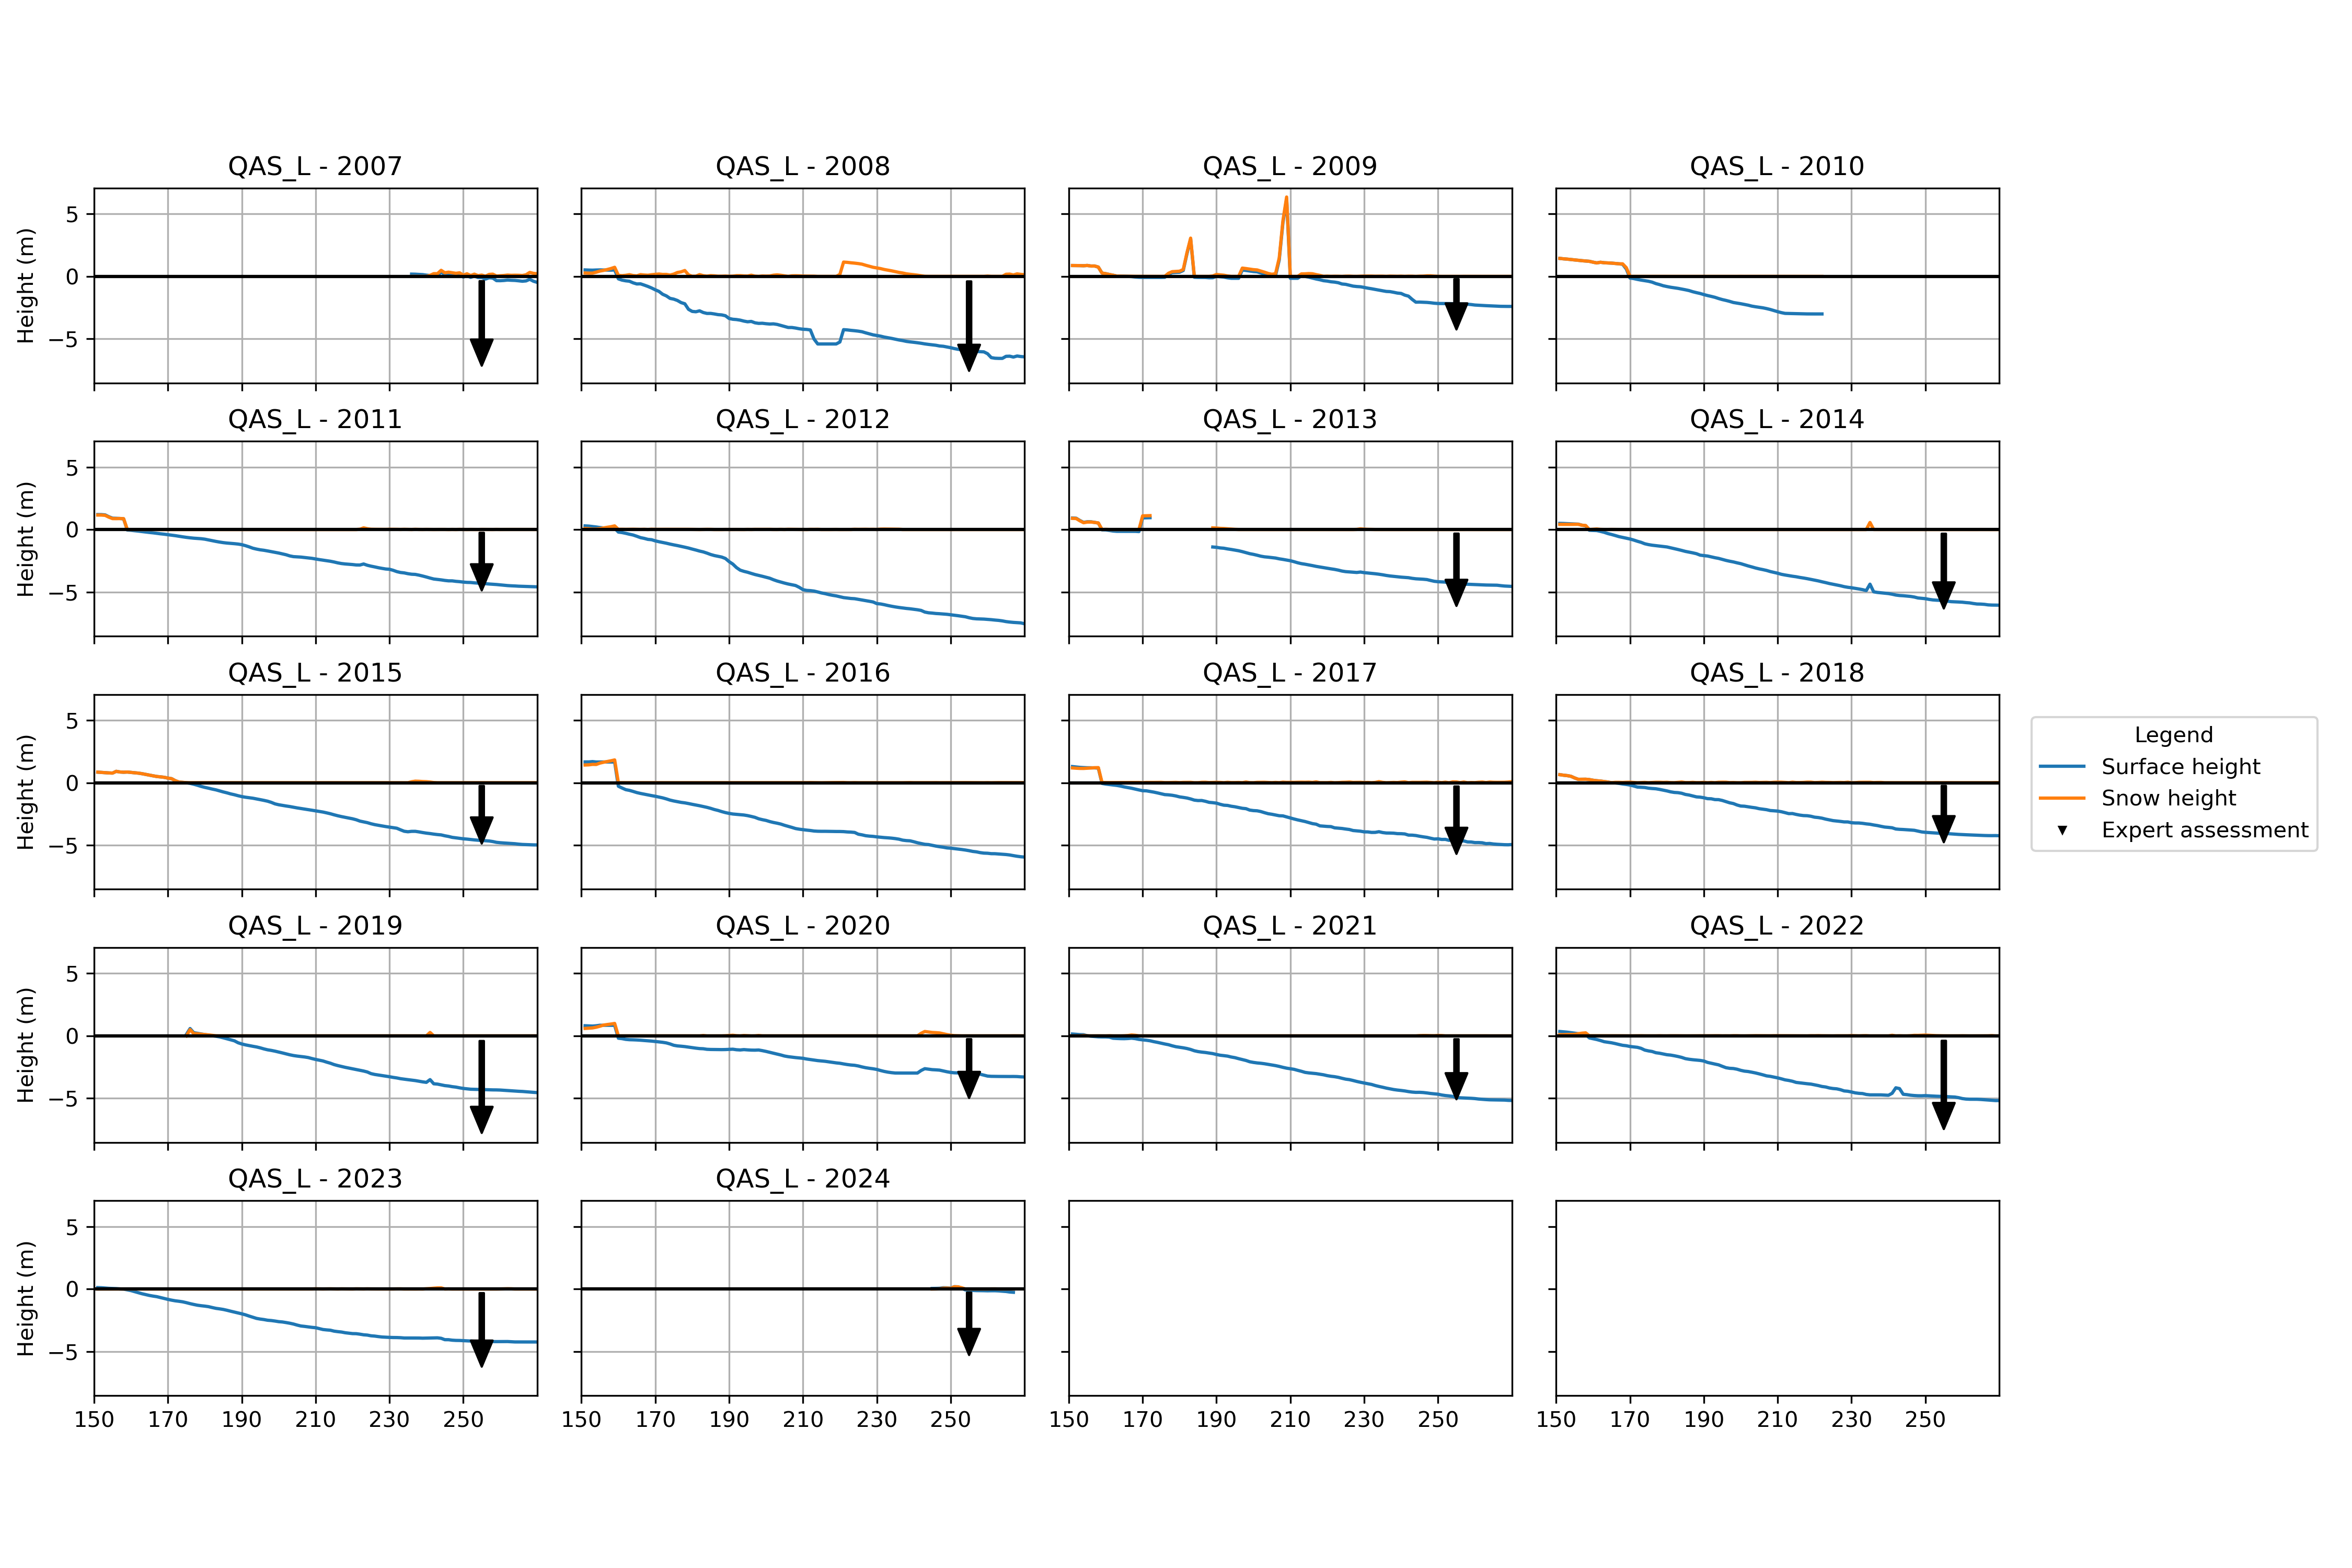 QAS_L - 2007 QAS_L - 2008 QAS_L - 2009 QAS_L - 2010
Height (m)
5
0
−5
QAS_L - 2011 QAS_L - 2012 QAS_L - 2013 QAS_L - 2014
Height (m)
5
0
−5
QAS_L - 2015 QAS_L - 2016 QAS_L - 2017 QAS_L - 2018
Height (m)
5
0
−5
Legend
Surface height
Snow height
Expert assessment
QAS_L - 2019 QAS_L - 2020 QAS_L - 2021 QAS_L - 2022
Height (m)
5
0
−5
QAS_L - 2023 QAS_L - 2024
Height (m)
5
0
−5
150 170 190 210 230 250 150 170 190 210 230 250 150 170 190 210 230 250 150 170 190 210 230 250